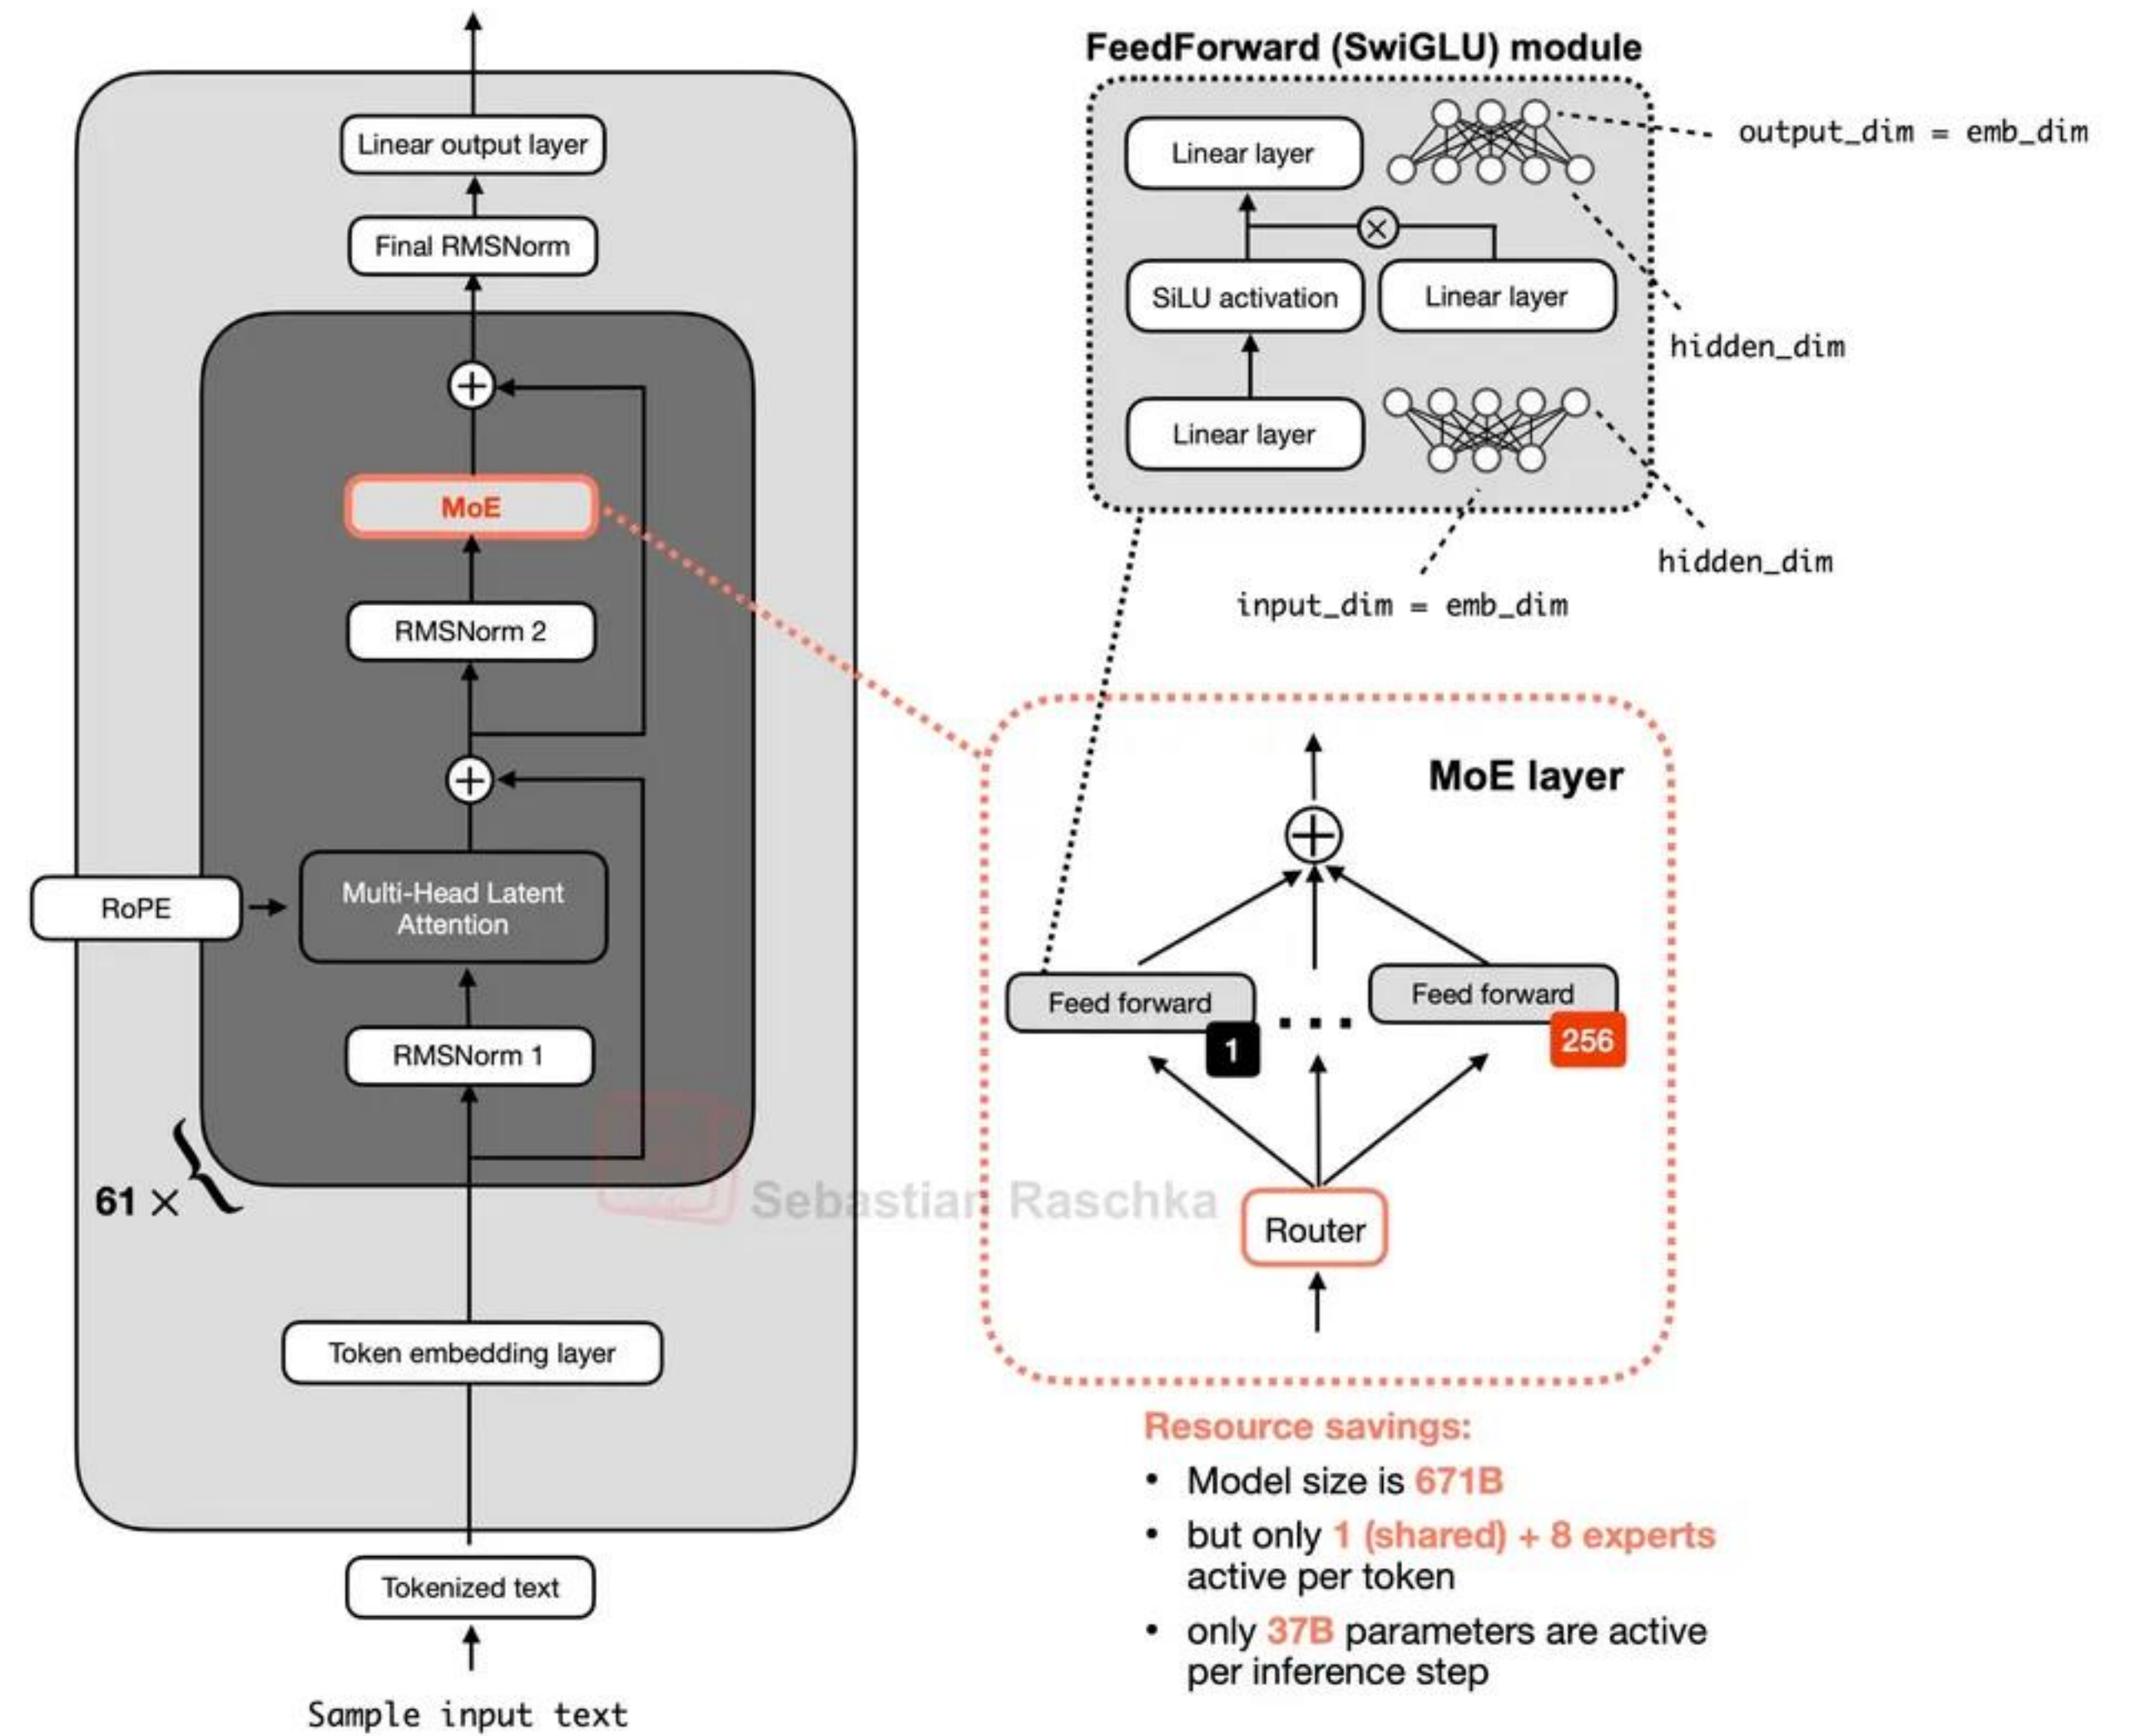 Linear output layer
Final RMSNorm
MoE
RMSNorm 2
RoPE
Multi-Head Latent
Attention
RMSNorm 1
61 ×
Token embedding layer
Tokenized text
Sample input text
FeedForward (SwiGLU) module
Linear layer
output_dim = emb_dim
SiLU activation
Linear layer
hidden_dim
Linear layer
hidden_dim
input_dim = emb_dim
MoE layer
Feed forward
1
Feed forward
256
Router
Sebastian Raschka
Resource savings:
• Model size is 671B
• but only 1 (shared) + 8 experts
active per token
• only 37B parameters are active
per inference step